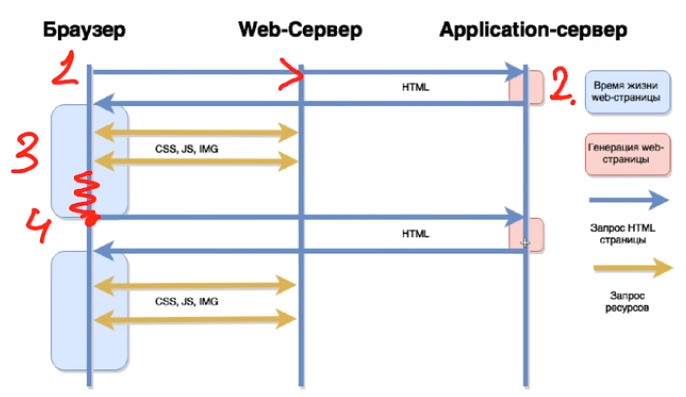 Браузер
Web-Сервер
Application-сервер
1
HTML
2.
Время жизни
web-страницы
3
CSS, JS, IMG
Генерация web-
страницы
4
HTML
Запрос HTML
страницы
CSS, JS, IMG
Запрос
ресурсов